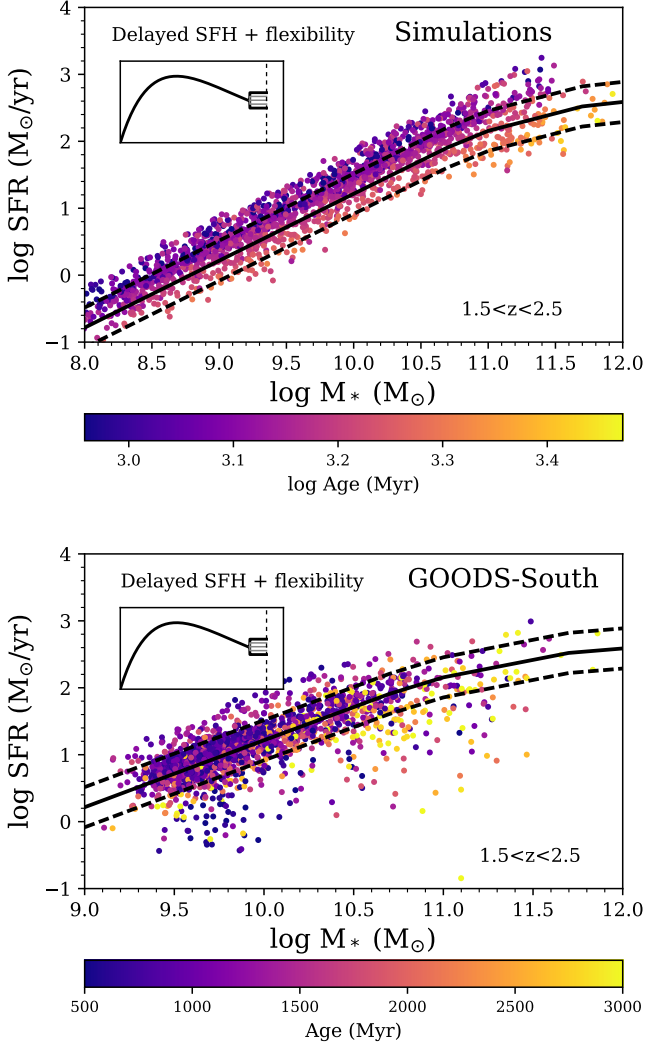 4
3
2
1
0
−1
log SFR (M⊙/yr)
Delayed SFH + flexibility
Simulations
1.5<z<2.5
8.0 8.5 9.0 9.5 10.0 10.5 11.0 11.5 12.0
log M* (M⊙)
3.0 3.1 3.2 3.3 3.4
log Age (Myr)
4
3
2
1
0
−1
log SFR (M⊙/yr)
Delayed SFH + flexibility
GOODS-South
1.5<z<2.5
9.0 9.5 10.0 10.5 11.0 11.5 12.0
log M* (M⊙)
500 1000 1500 2000 2500 3000
Age (Myr)